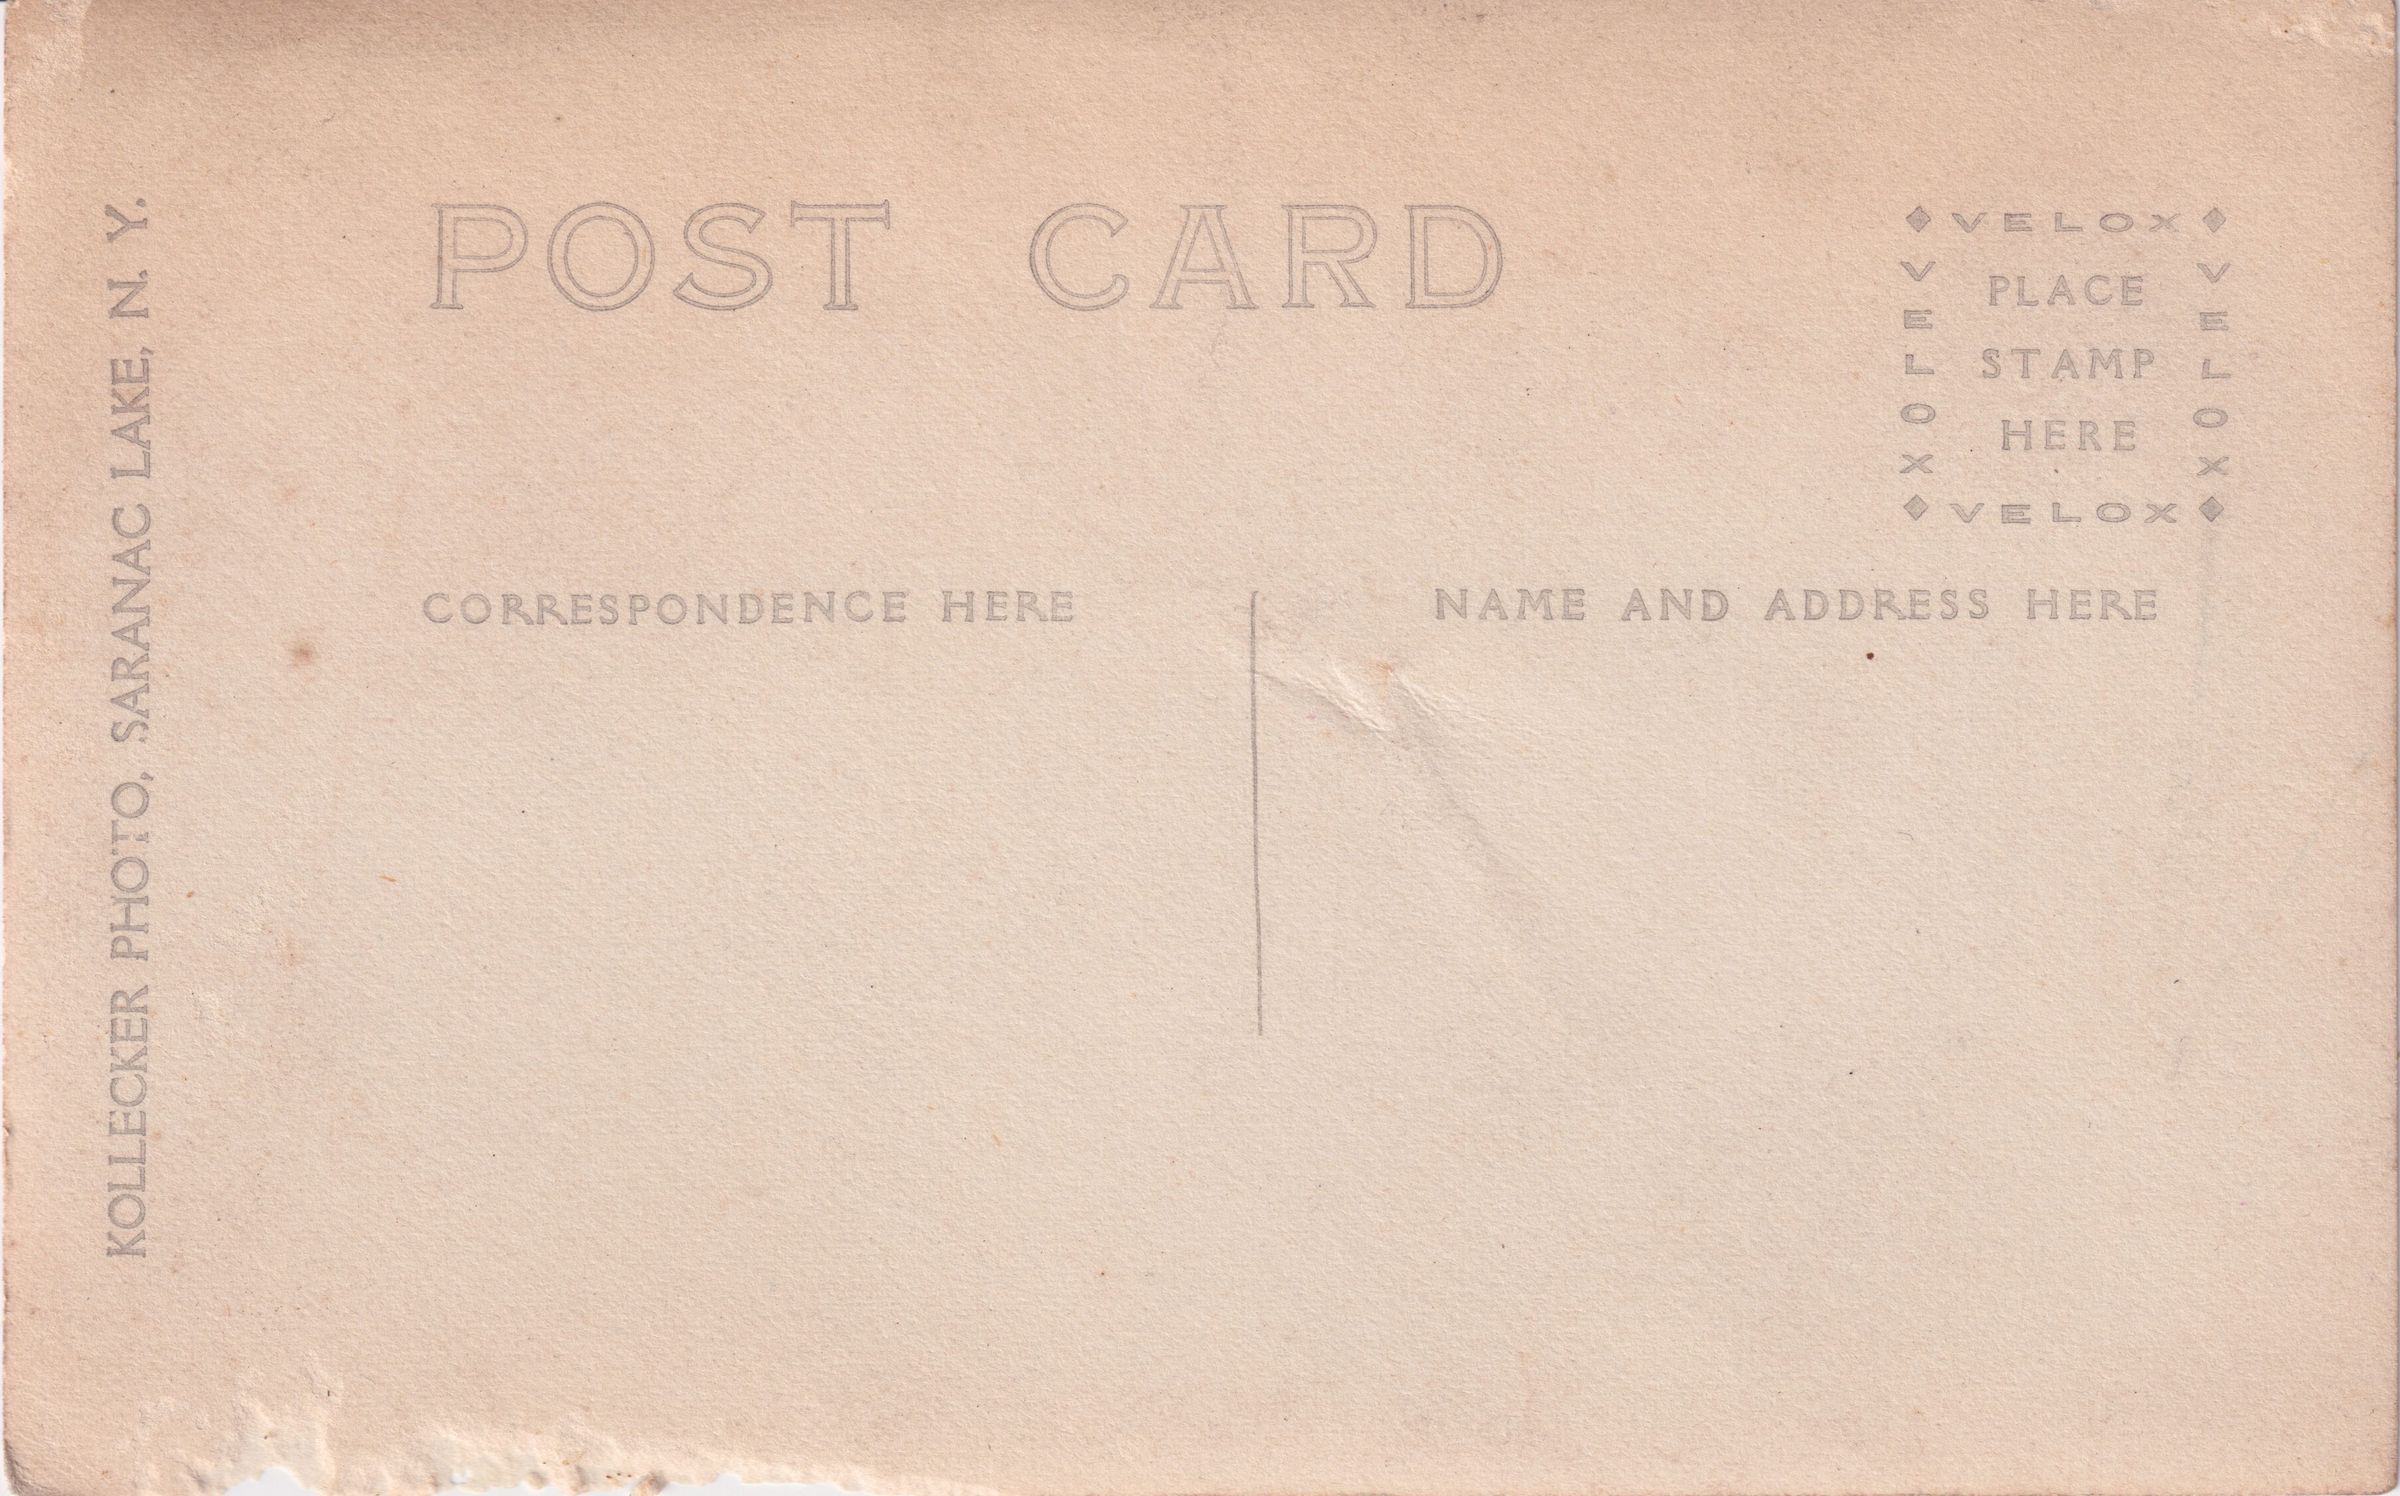 POST CARD
◆VELOX◆
VELOX
PLACE
STAMP
HERE
VELOX
◆VELOX◆
CORRESPONDENCE HERE
NAME AND ADDRESS HERE
KOLLECKER PHOTO, SARANAC LAKE, N. Y.